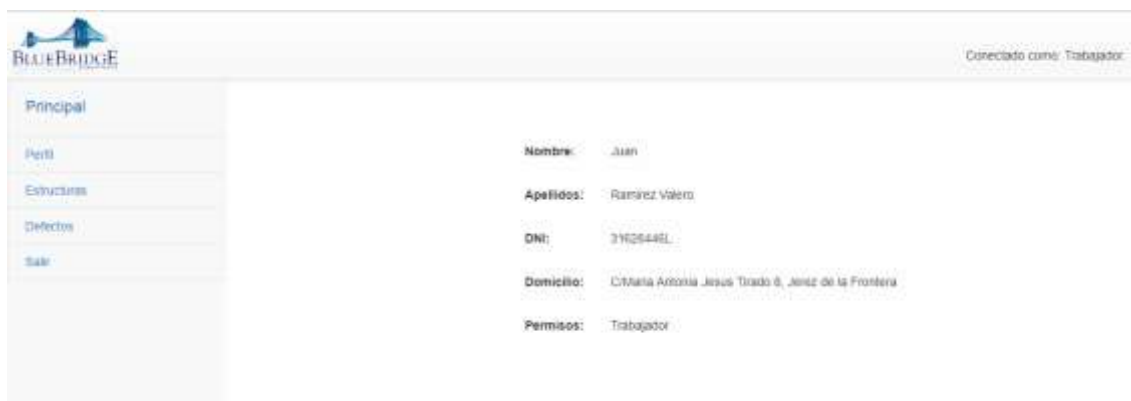 BLUEBRIDGE
Conectado como: Trabajador
Principal
Perfil
Estructuras
Defectos
Salir
Nombre: Juan
Apellidos: Ramirez Valero
DNI: 31626446L
Domicilio: C/Maria Antonia Jesus Tirado 6, Jerez de la Frontera
Permisos: Trabajador